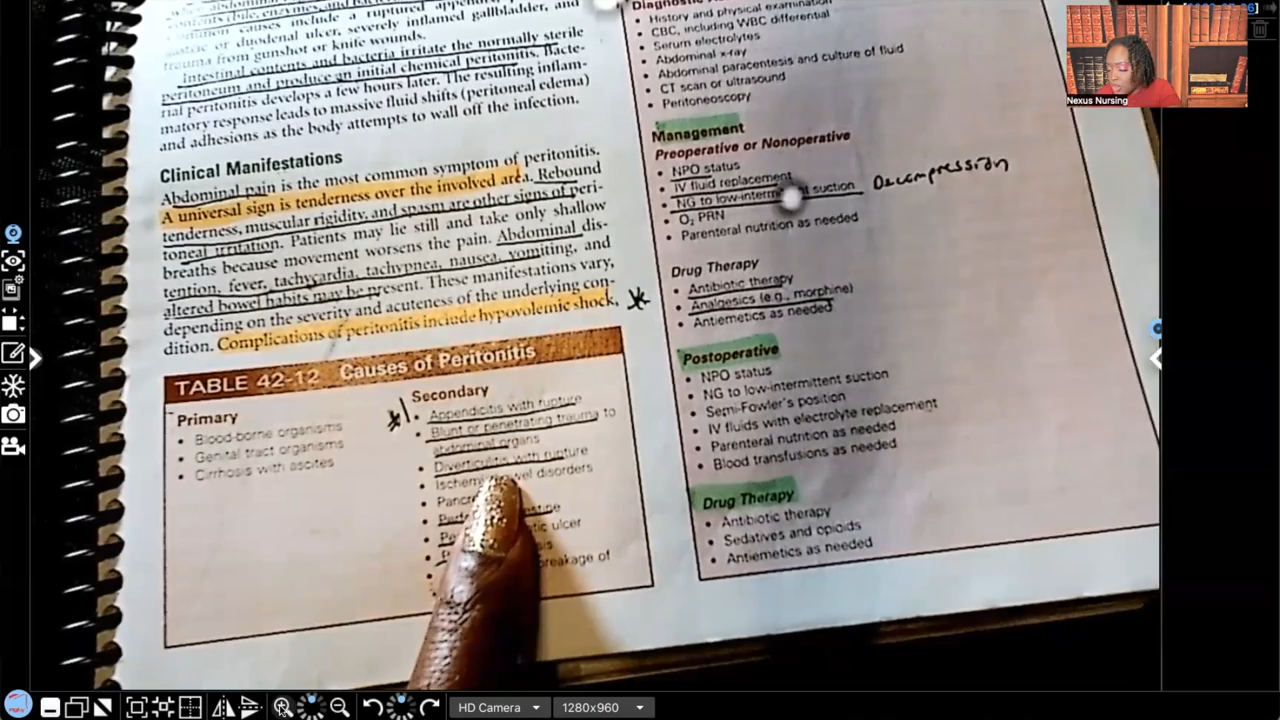 contents (bile, enzymes, and
causes include a ruptured
or duodenal ulcer, severely inflamed gallbladder, and
trauma from gunshot or knife wounds.
Intestinal contents and bacteria irritate the normally sterile
peritoneum and produce an initial chemical peritonitis. Bacte-
rial peritonitis develops a few hours later. The resulting inflam-
matory response leads to massive fluid shifts (peritoneal edema)
and adhesions as the body attempts to wall off the infection.
Clinical Manifestations
Abdominal pain is the most common symptom of peritonitis.
A universal sign is tenderness over the involved area. Rebound
tenderness, muscular rigidity, and spasm are other signs of peri-
toneal irritation. Patients may lie still and take only shallow
breaths because movement worsens the pain. Abdominal dis-
tention, fever, tachycardia, tachypnea, nausea, vomiting, and
altered bowel habits may be present. These manifestations vary,
depending on the severity and acuteness of the underlying con-
dition. Complications of peritonitis include hypovolemic shock,
TABLE 42-12 Causes of Peritonitis
Primary
• Blood-borne organisms
• Genital tract organisms
• Cirrhosis with ascites
Secondary
• Appendicitis with rupture
• Blunt or penetrating trauma to
abdominal organs
• Diverticulitis with rupture
• bowel disorders
ulcer
breakage of
Diagnostic
• History and physical examination
• CBC, including WBC differential
• Serum electrolytes
• Abdominal x-ray
• Abdominal paracentesis and culture of fluid
• CT scan or ultrasound
• Peritoneoscopy
Management
Preoperative or Nonoperative
• NPO status
• IV fluid replacement
• NG to low-intermittent suction Decompression
• O₂ PRN
• Parenteral nutrition as needed
Drug Therapy
• Antibiotic therapy
• Analgesics (e.g., morphine)
• Antiemetics as needed
Postoperative
• NPO status
• NG to low-intermittent suction
• Semi-Fowler's position
• IV fluids with electrolyte replacement
• Parenteral nutrition as needed
• Blood transfusions as needed
Drug Therapy
• Antibiotic therapy
• Sedatives and opioids
• Antiemetics as needed
Nexus Nursing
HD Camera
1280x960